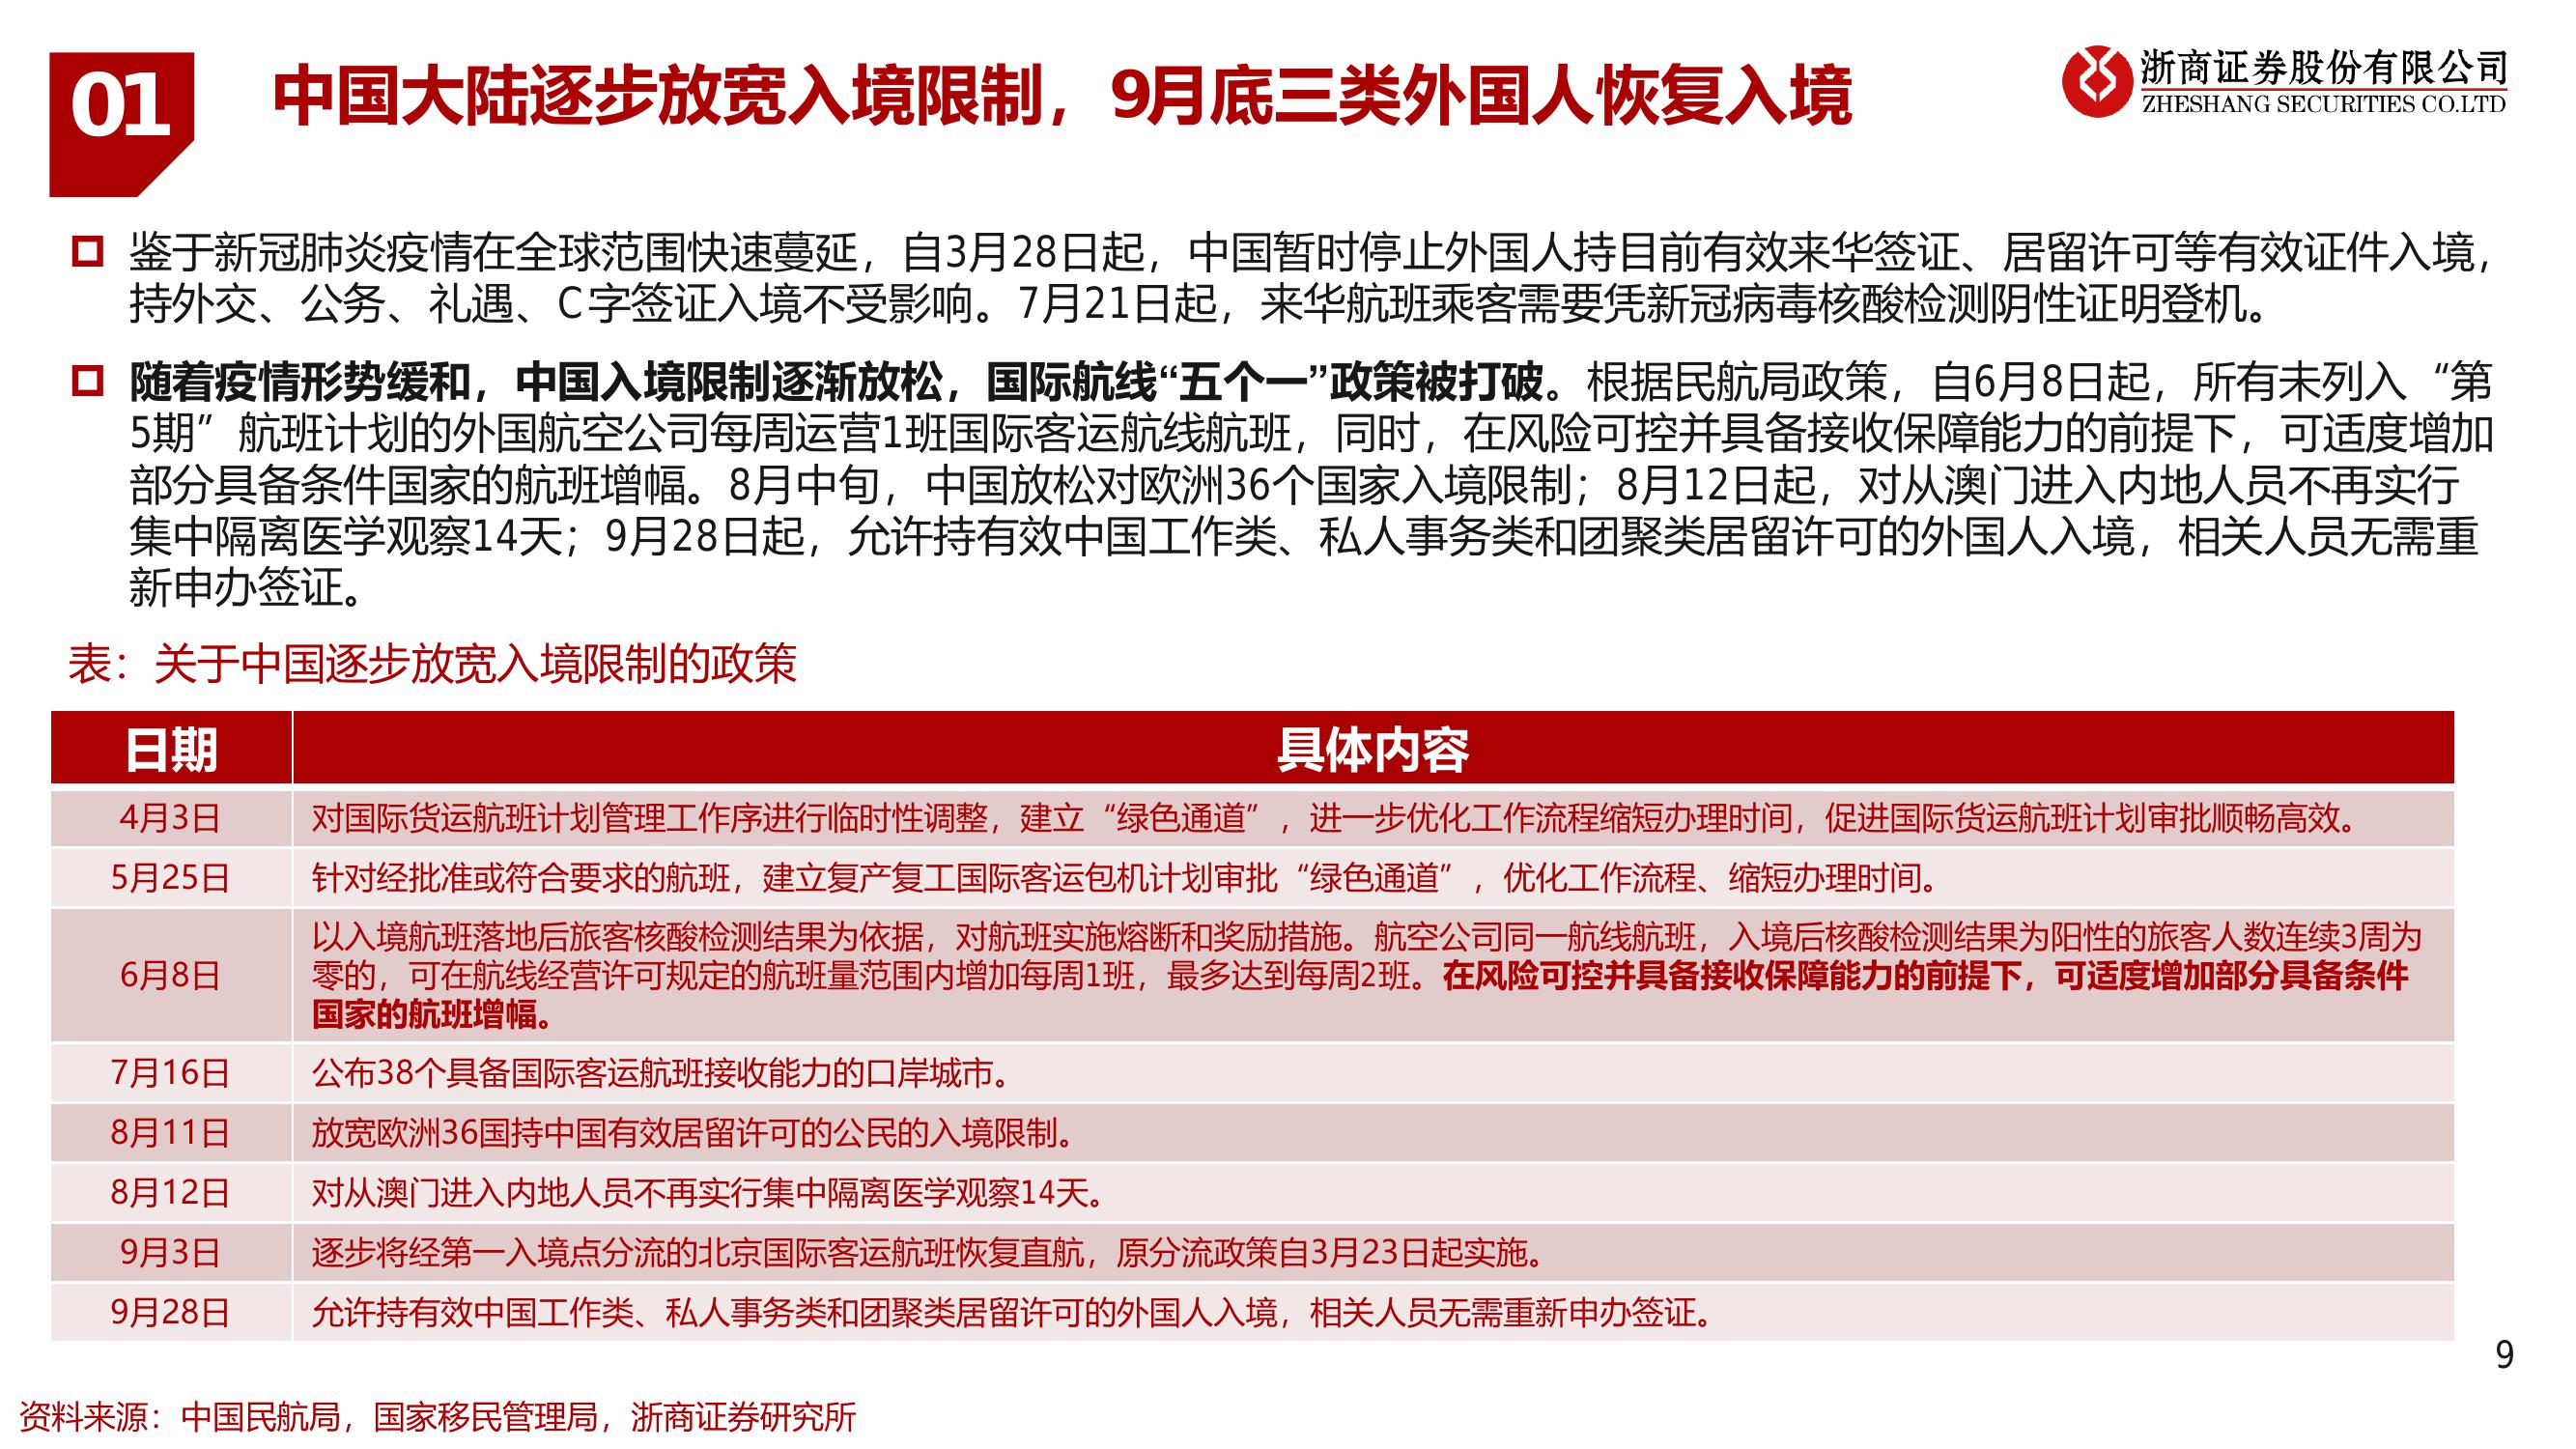 01
中国大陆逐步放宽入境限制，9月底三类外国人恢复入境
浙商证券股份有限公司
ZHESHANG SECURITIES CO.LTD
鉴于新冠肺炎疫情在全球范围快速蔓延，自3月28日起，中国暂时停止外国人持目前有效来华签证、居留许可等有效证件入境，
持外交、公务、礼遇、C字签证入境不受影响。7月21日起，来华航班乘客需要凭新冠病毒核酸检测阴性证明登机。
随着疫情形势缓和，中国入境限制逐渐放松，国际航线“五个一”政策被打破。根据民航局政策，自6月8日起，所有未列入“第
5期”航班计划的外国航空公司每周运营1班国际客运航线航班，同时，在风险可控并具备接收保障能力的前提下，可适度增加
部分具备条件国家的航班增幅。8月中旬，中国放松对欧洲36个国家入境限制；8月12日起，对从澳门进入内地人员不再实行
集中隔离医学观察14天；9月28日起，允许持有效中国工作类、私人事务类和团聚类居留许可的外国人入境，相关人员无需重
新申办签证。
表：关于中国逐步放宽入境限制的政策
日期 具体内容
4月3日 对国际货运航班计划管理工作序进行临时性调整，建立“绿色通道”，进一步优化工作流程缩短办理时间，促进国际货运航班计划审批顺畅高效。
5月25日 针对经批准或符合要求的航班，建立复产复工国际客运包机计划审批“绿色通道”，优化工作流程、缩短办理时间。
6月8日 以入境航班落地后旅客核酸检测结果为依据，对航班实施熔断和奖励措施。航空公司同一航线航班，入境后核酸检测结果为阳性的旅客人数连续3周为
零的，可在航线经营许可规定的航班量范围内增加每周1班，最多达到每周2班。在风险可控并具备接收保障能力的前提下，可适度增加部分具备条件
国家的航班增幅。
7月16日 公布38个具备国际客运航班接收能力的口岸城市。
8月11日 放宽欧洲36国持中国有效居留许可的公民的入境限制。
8月12日 对从澳门进入内地人员不再实行集中隔离医学观察14天。
9月3日 逐步将经第一入境点分流的北京国际客运航班恢复直航，原分流政策自3月23日起实施。
9月28日 允许持有效中国工作类、私人事务类和团聚类居留许可的外国人入境，相关人员无需重新申办签证。
9
资料来源：中国民航局，国家移民管理局，浙商证券研究所